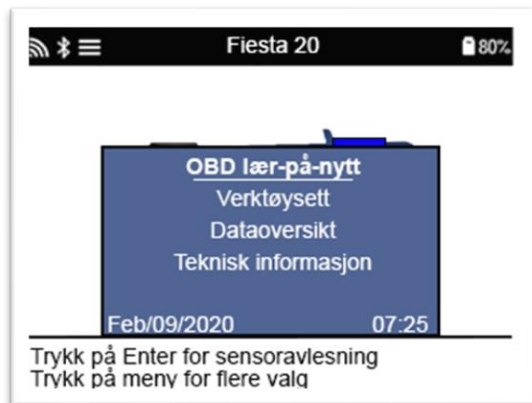 Fiesta 20 80%
OBD lær-på-nytt
Verktøysett
Dataoversikt
Teknisk informasjon
Feb/09/2020 07:25
Trykk på Enter for sensoravlesning
Trykk på meny for flere valg